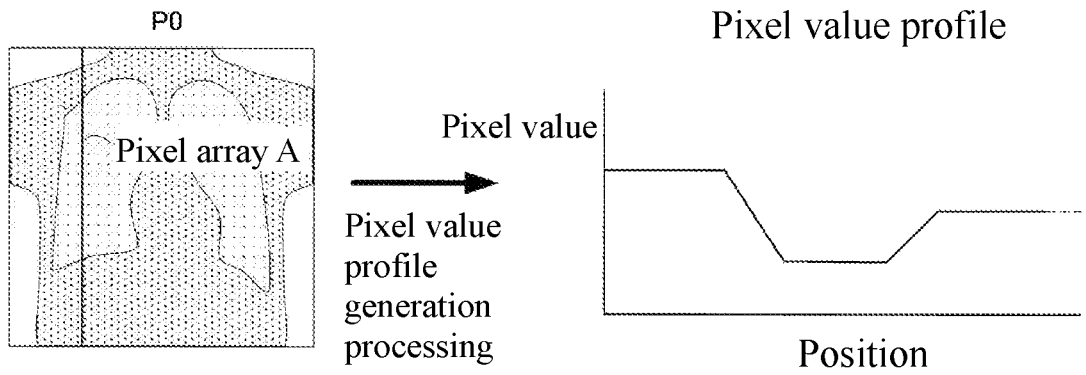 P0
Pixel array A
Pixel value
profile
generation
processing
Pixel value profile
Pixel value
Position